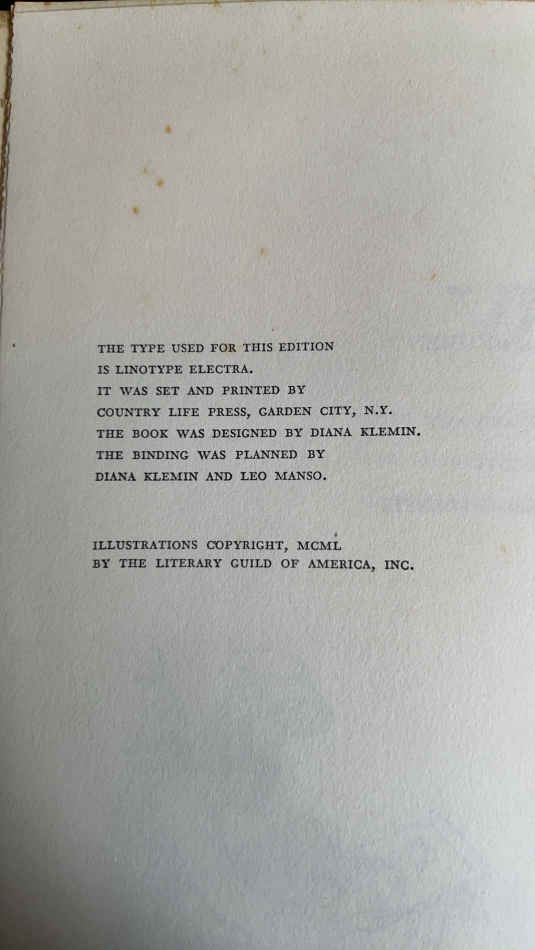 THE TYPE USED FOR THIS EDITION
IS LINOTYPE ELECTRA.
IT WAS SET AND PRINTED BY
COUNTRY LIFE PRESS, GARDEN CITY, N.Y.
THE BOOK WAS DESIGNED BY DIANA KLEMIN.
THE BINDING WAS PLANNED BY
DIANA KLEMIN AND LEO MANSO.
ILLUSTRATIONS COPYRIGHT, MCML
BY THE LITERARY GUILD OF AMERICA, INC.